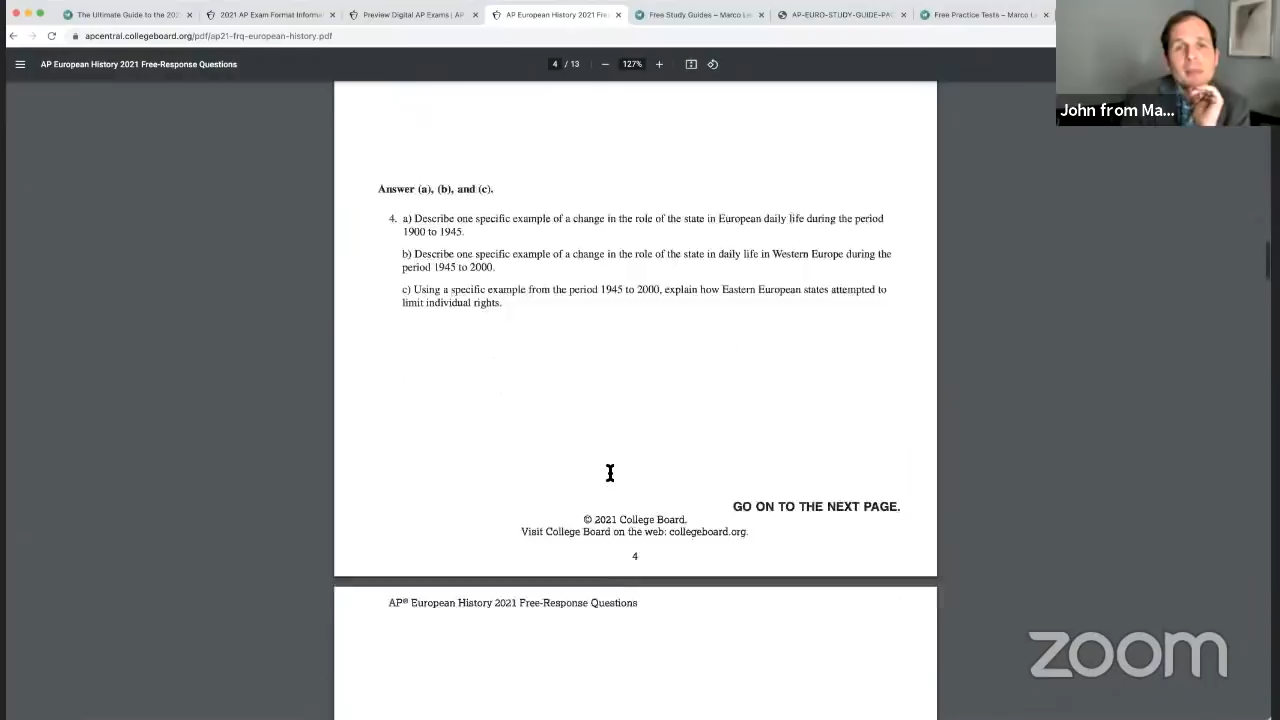 The Ultimate Guide to the 202
2021 AP Exam Format Informa
Preview Digital AP Exams | AP
AP European History 2021 Free
Free Study Guides – Marco Le
AP-EURO-STUDY-GUIDE-PAC
Free Practice Tests – Marco Le
apcentral.collegeboard.org/pdf/ap21-frq-european-history.pdf
AP European History 2021 Free-Response Questions
4 / 13
127%
John from Ma...
Answer (a), (b), and (c).
4. a) Describe one specific example of a change in the role of the state in European daily life during the period
1900 to 1945.
b) Describe one specific example of a change in the role of the state in daily life in Western Europe during the
period 1945 to 2000.
c) Using a specific example from the period 1945 to 2000, explain how Eastern European states attempted to
limit individual rights.
GO ON TO THE NEXT PAGE.
© 2021 College Board.
Visit College Board on the web: collegeboard.org.
4
AP® European History 2021 Free-Response Questions
zoom